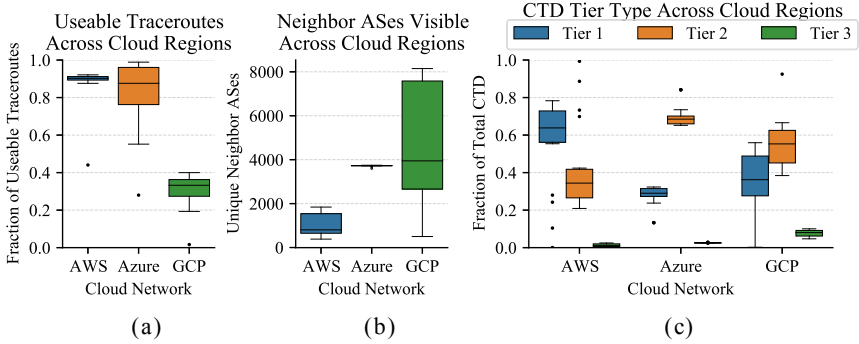 Useable Traceroutes
Across Cloud Regions
Fraction of Useable Traceroutes
1.0
0.8
0.6
0.4
0.2
0.0
AWS Azure GCP
Cloud Network
(a)
Neighbor ASes Visible
Across Cloud Regions
Unique Neighbor ASes
8000
6000
4000
2000
0
AWS Azure GCP
Cloud Network
(b)
CTD Tier Type Across Cloud Regions
Tier 1 Tier 2 Tier 3
Fraction of Total CTD
1.0
0.8
0.6
0.4
0.2
0.0
AWS Azure GCP
Cloud Network
(c)